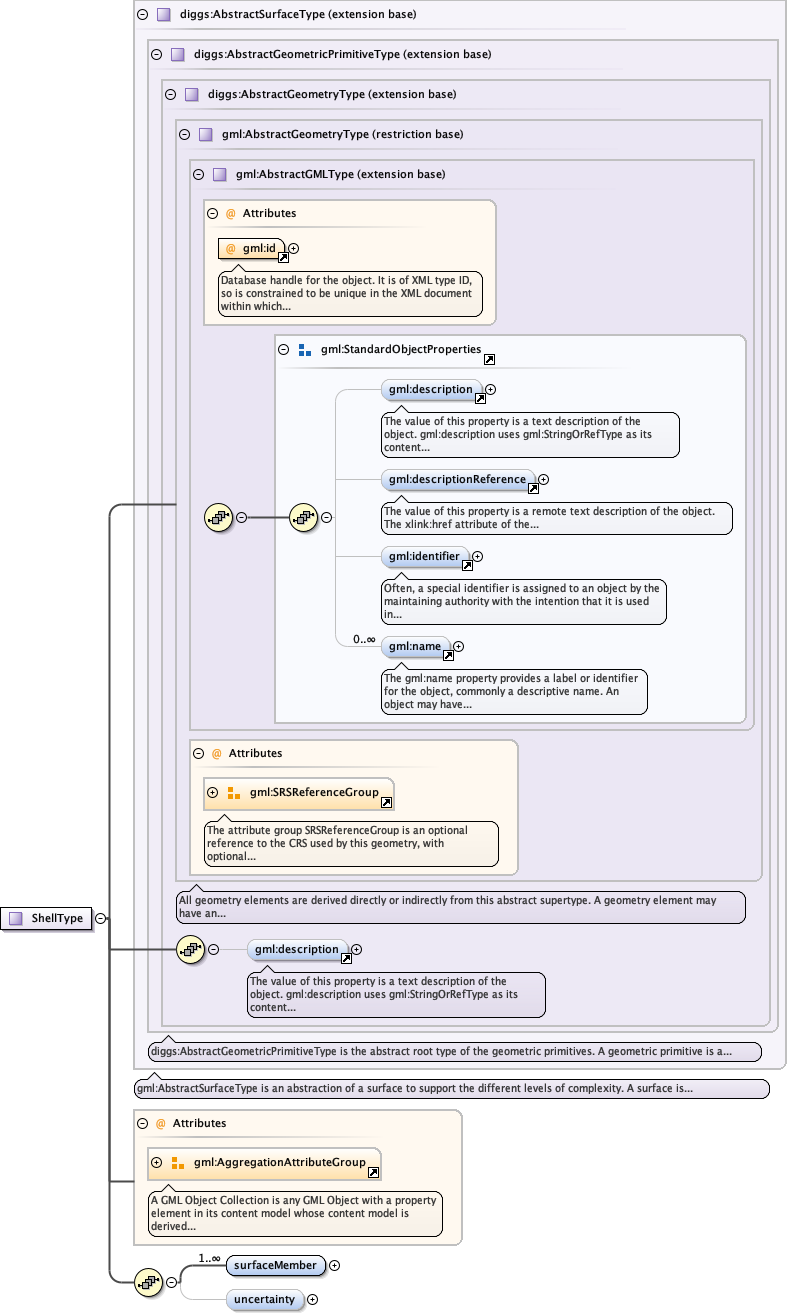 diggs:AbstractSurfaceType (extension base)
diggs:AbstractGeometricPrimitiveType (extension base)
diggs:AbstractGeometryType (extension base)
gml:AbstractGeometryType (restriction base)
gml:AbstractGMLType (extension base)
@ Attributes
@ gml:id
Database handle for the object. It is of XML type ID,
so is constrained to be unique in the XML document
within which...
gml:StandardObjectProperties
gml:description
The value of this property is a text description of the
object. gml:description uses gml:StringOrRefType as its
content...
gml:descriptionReference
The value of this property is a remote text description of the object.
The xlink:href attribute of the...
gml:identifier
Often, a special identifier is assigned to an object by the
maintaining authority with the intention that it is used
in...
0..∞
gml:name
The gml:name property provides a label or identifier
for the object, commonly a descriptive name. An
object may have...
@ Attributes
gml:SRSReferenceGroup
The attribute group SRSReferenceGroup is an optional
reference to the CRS used by this geometry, with
optional...
All geometry elements are derived directly or indirectly from this abstract supertype. A geometry element may
have an...
ShellType
gml:description
The value of this property is a text description of the
object. gml:description uses gml:StringOrRefType as its
content...
diggs:AbstractGeometricPrimitiveType is the abstract root type of the geometric primitives. A geometric primitive is a...
gml:AbstractSurfaceType is an abstraction of a surface to support the different levels of complexity. A surface is...
@ Attributes
gml:AggregationAttributeGroup
A GML Object Collection is any GML Object with a property
element in its content model whose content model is
derived...
1..∞
surfaceMember
uncertainty